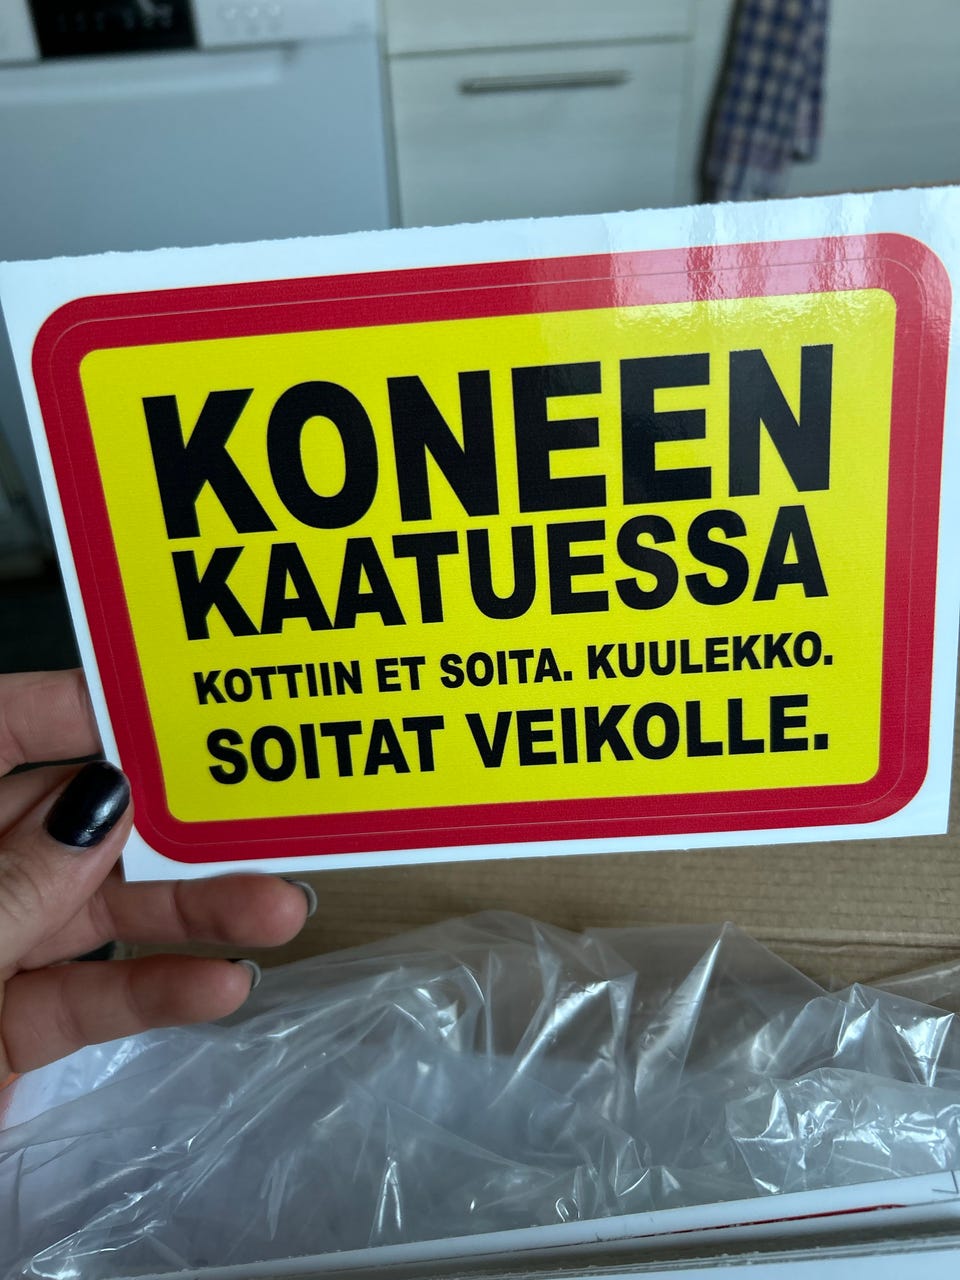 KONEEN
KAATUESSA
KOTTIIN ET SOITA. KUULEKKO.
SOITAT VEIKOLLE.